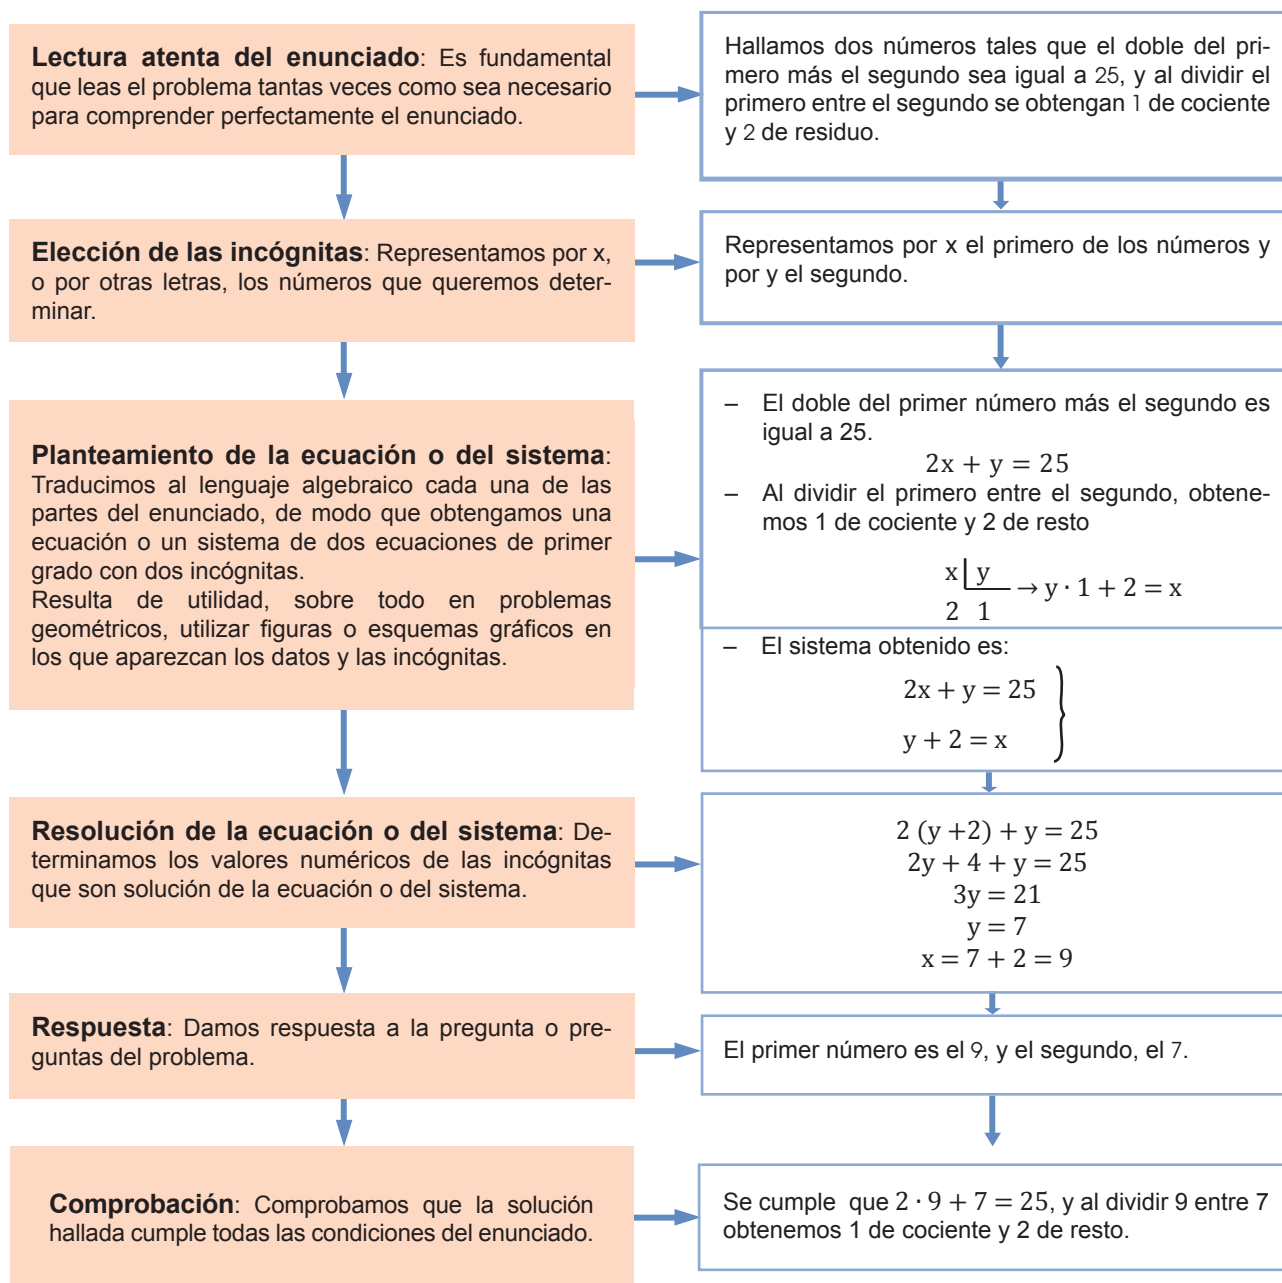 Lectura atenta del enunciado: Es fundamental
que leas el problema tantas veces como sea necesario
para comprender perfectamente el enunciado.
Hallamos dos números tales que el doble del pri-
mero más el segundo sea igual a 25, y al dividir el
primero entre el segundo se obtengan 1 de cociente
y 2 de residuo.
Elección de las incógnitas: Representamos por x,
o por otras letras, los números que queremos deter-
minar.
Representamos por x el primero de los números y
por y el segundo.
Planteamiento de la ecuación o del sistema:
Traducimos al lenguaje algebraico cada una de las
partes del enunciado, de modo que obtengamos una
ecuación o un sistema de dos ecuaciones de primer
grado con dos incógnitas.
Resulta de utilidad, sobre todo en problemas
geométricos, utilizar figuras o esquemas gráficos en
los que aparezcan los datos y las incógnitas.
– El doble del primer número más el segundo es
igual a 25.
2x + y = 25
– Al dividir el primero entre el segundo, obtene-
mos 1 de cociente y 2 de resto
x y
→ y · 1 + 2 = x
2 1
– El sistema obtenido es:
2x + y = 25
y + 2 = x
Resolución de la ecuación o del sistema: De-
terminamos los valores numéricos de las incógnitas
que son solución de la ecuación o del sistema.
2 (y +2) + y = 25
2y + 4 + y = 25
3y = 21
y = 7
x = 7 + 2 = 9
Respuesta: Damos respuesta a la pregunta o pre-
guntas del problema.
El primer número es el 9, y el segundo, el 7.
Comprobación: Comprobamos que la solución
hallada cumple todas las condiciones del enunciado.
Se cumple que 2 · 9 + 7 = 25, y al dividir 9 entre 7
obtenemos 1 de cociente y 2 de resto.